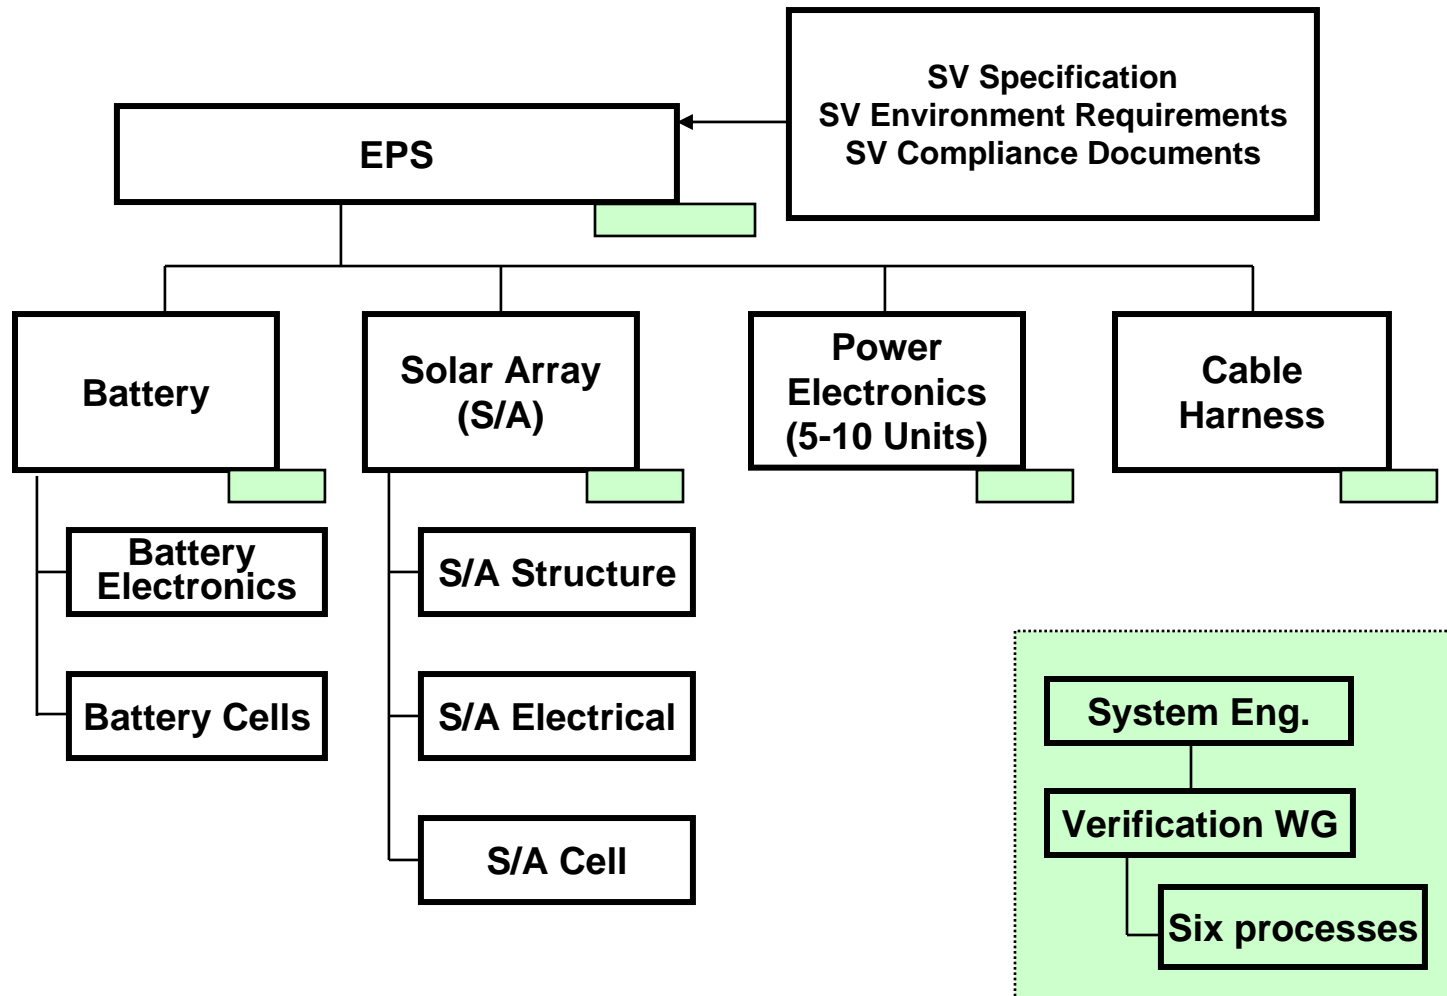 SV Specification
SV Environment Requirements
SV Compliance Documents
EPS
Battery
Solar Array
(S/A)
Power
Electronics
(5-10 Units)
Cable
Harness
Battery
Electronics
Battery Cells
S/A Structure
S/A Electrical
S/A Cell
System Eng.
Verification WG
Six processes